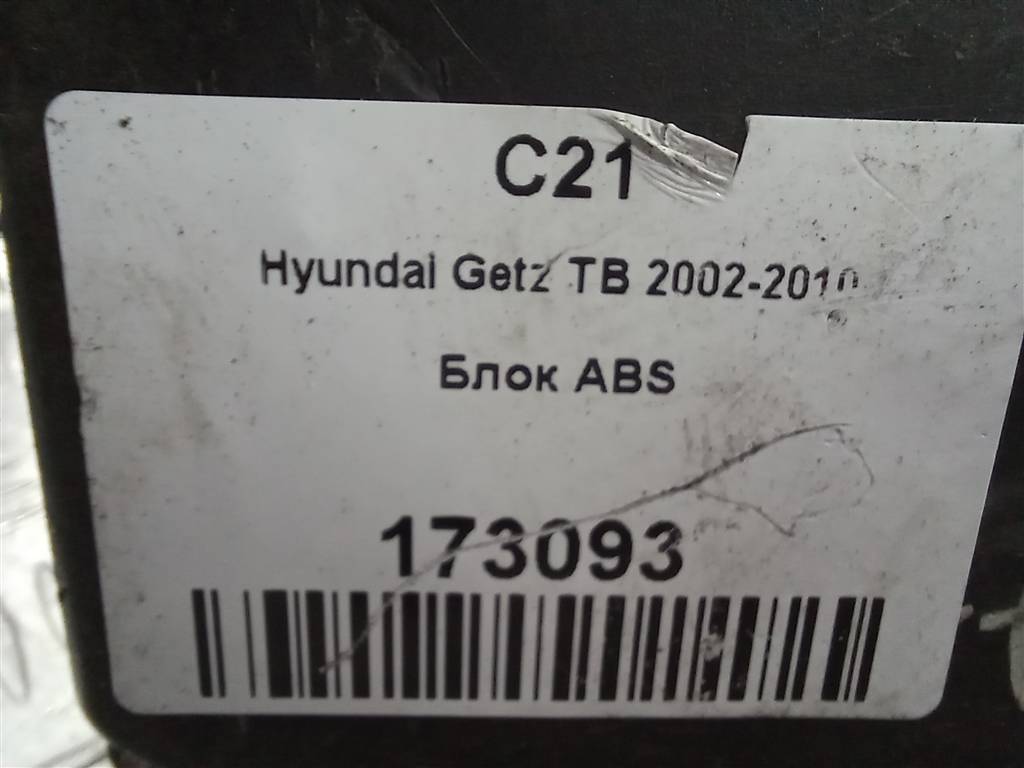 C21
Hyundai Getz TB 2002-2010
Блок ABS
173093